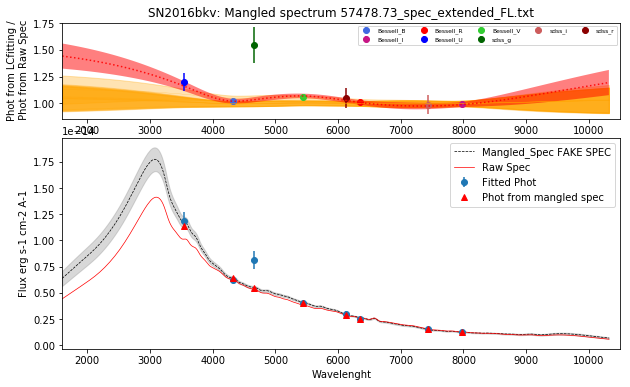 SN2016bkv: Mangled spectrum 57478.73_spec_extended_FL.txt
Phot from LCfitting /
Phot from Raw Spec
1.75
1.50
1.25
1.00
Bessell_B
Bessell_I
Bessell_R
Bessell_U
Bessell_V
sdss_g
sdss_i
sdss_r
2000 3000 4000 5000 6000 7000 8000 9000 10000
1e−14
Flux erg s-1 cm-2 A-1
1.75
1.50
1.25
1.00
0.75
0.50
0.25
0.00
Mangled_Spec FAKE SPEC
Raw Spec
Fitted Phot
Phot from mangled spec
2000 3000 4000 5000 6000 7000 8000 9000 10000
Wavelenght